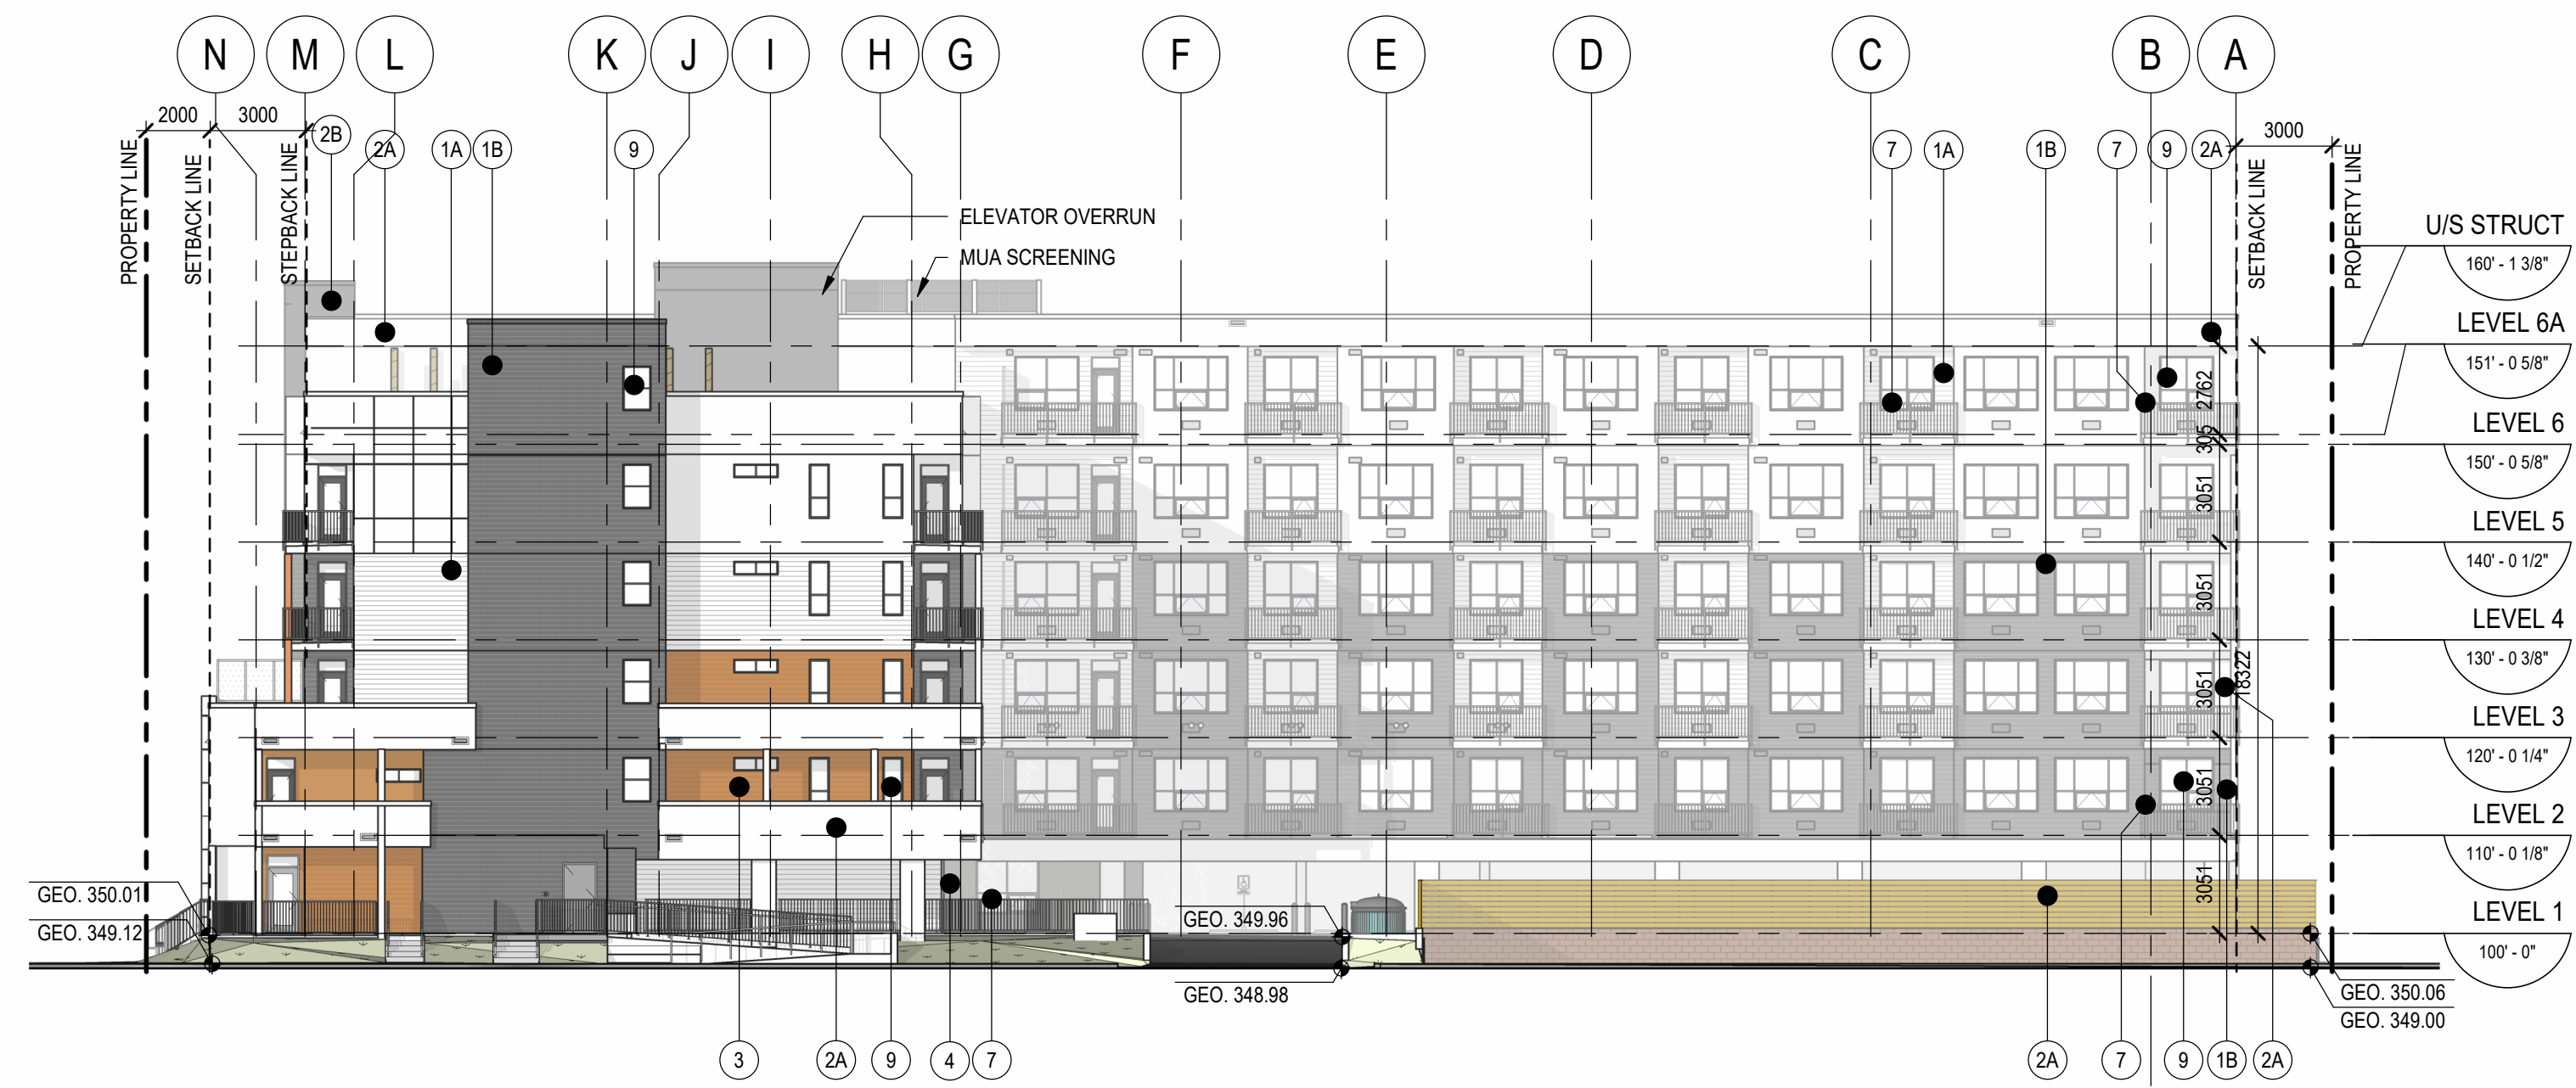 N M L K J I H G F E D C B A
2000 3000 3000
2B 2A 1A 1B 9 7 1A 1B 7 9 2A
PROPERTY LINE
SETBACK LINE
STEPBACK LINE
SETBACK LINE
PROPERTY LINE
ELEVATOR OVERRUN
MUA SCREENING
U/S STRUCT
160' - 1 3/8"
LEVEL 6A
151' - 0 5/8"
LEVEL 6
150' - 0 5/8"
LEVEL 5
140' - 0 1/2"
LEVEL 4
130' - 0 3/8"
LEVEL 3
120' - 0 1/4"
LEVEL 2
110' - 0 1/8"
LEVEL 1
100' - 0"
2762
305
3051
3051
3051
3051
3051
18322
GEO. 350.01
GEO. 349.12
GEO. 349.96
GEO. 348.98
GEO. 350.06
GEO. 349.00
3 2A 9 4 7 2A 7 9 1B 2A